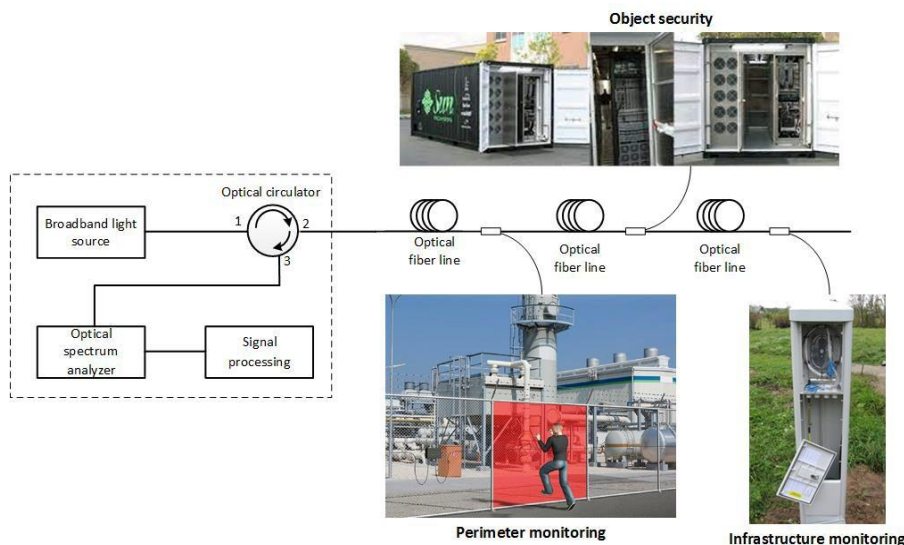 Object security
Sun
Optical circulator
Broadband light
source
1
2
3
Optical
fiber line
Optical
fiber line
Optical
fiber line
Optical
spectrum
analyzer
Signal
processing
Perimeter monitoring
Infrastructure monitoring